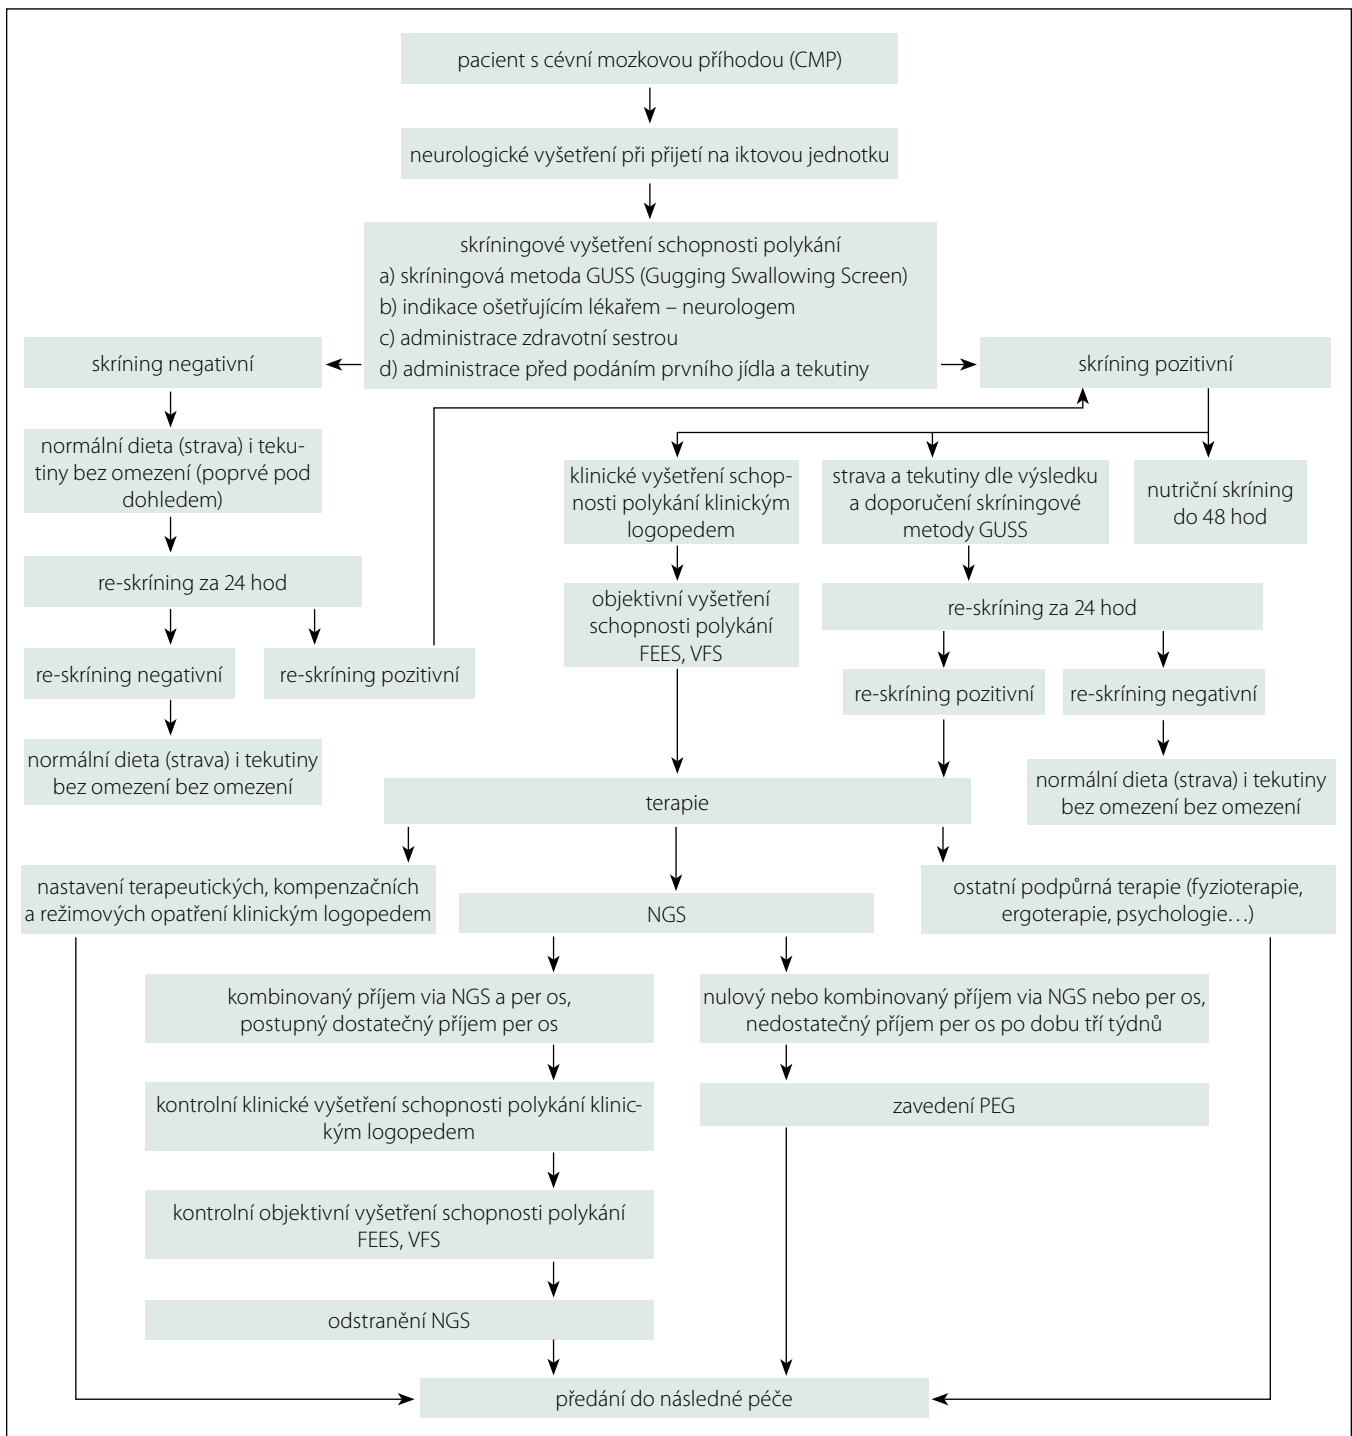 pacient s cévní mozkovou příhodou (CMP)
neurologické vyšetření při přijetí na iktovou jednotku
skríningové vyšetření schopnosti polykání
a) skríningová metoda GUSS (Gugging Swallowing Screen)
b) indikace ošetřujícím lékařem – neurologem
c) administrace zdravotní sestrou
d) administrace před podáním prvního jídla a tekutiny
skríning negativní
skríning pozitivní
normální dieta (strava) i teku-
tiny bez omezení (poprvé pod
dohledem)
klinické vyšetření schop-
nosti polykání klinickým
logopedem
strava a tekutiny dle výsledku
a doporučení skríningové
metody GUSS
nutriční skríning
do 48 hod
re-skríning za 24 hod
objektivní vyšetření
schopnosti polykání
FEES, VFS
re-skríning za 24 hod
re-skríning negativní
re-skríning pozitivní
re-skríning pozitivní
re-skríning negativní
normální dieta (strava) i tekutiny
bez omezení bez omezení
normální dieta (strava) i tekutiny
bez omezení bez omezení
terapie
nastavení terapeutických, kompenzačních
a režimových opatření klinickým logopedem
NGS
ostatní podpůrná terapie (fyzioterapie,
ergoterapie, psychologie…)
kombinovaný příjem via NGS a per os,
postupný dostatečný příjem per os
nulový nebo kombinovaný příjem via NGS nebo per os,
nedostatečný příjem per os po dobu tří týdnů
kontrolní klinické vyšetření schopnosti polykání klinic-
kým logopedem
zavedení PEG
kontrolní objektivní vyšetření schopnosti polykání
FEES, VFS
odstranění NGS
předání do následné péče